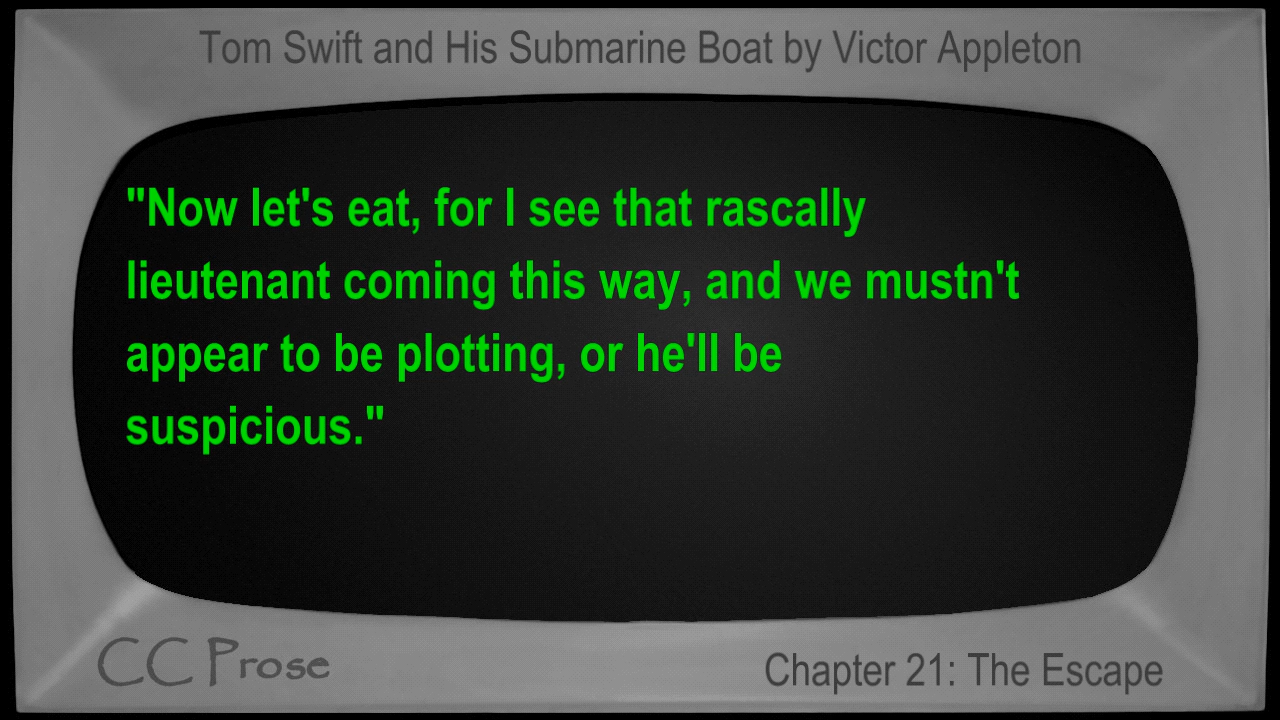 Tom Swift and His Submarine Boat by Victor Appleton
"Now let's eat, for I see that rascally
lieutenant coming this way, and we mustn't
appear to be plotting, or he'll be
suspicious."
CC Prose
Chapter 21: The Escape